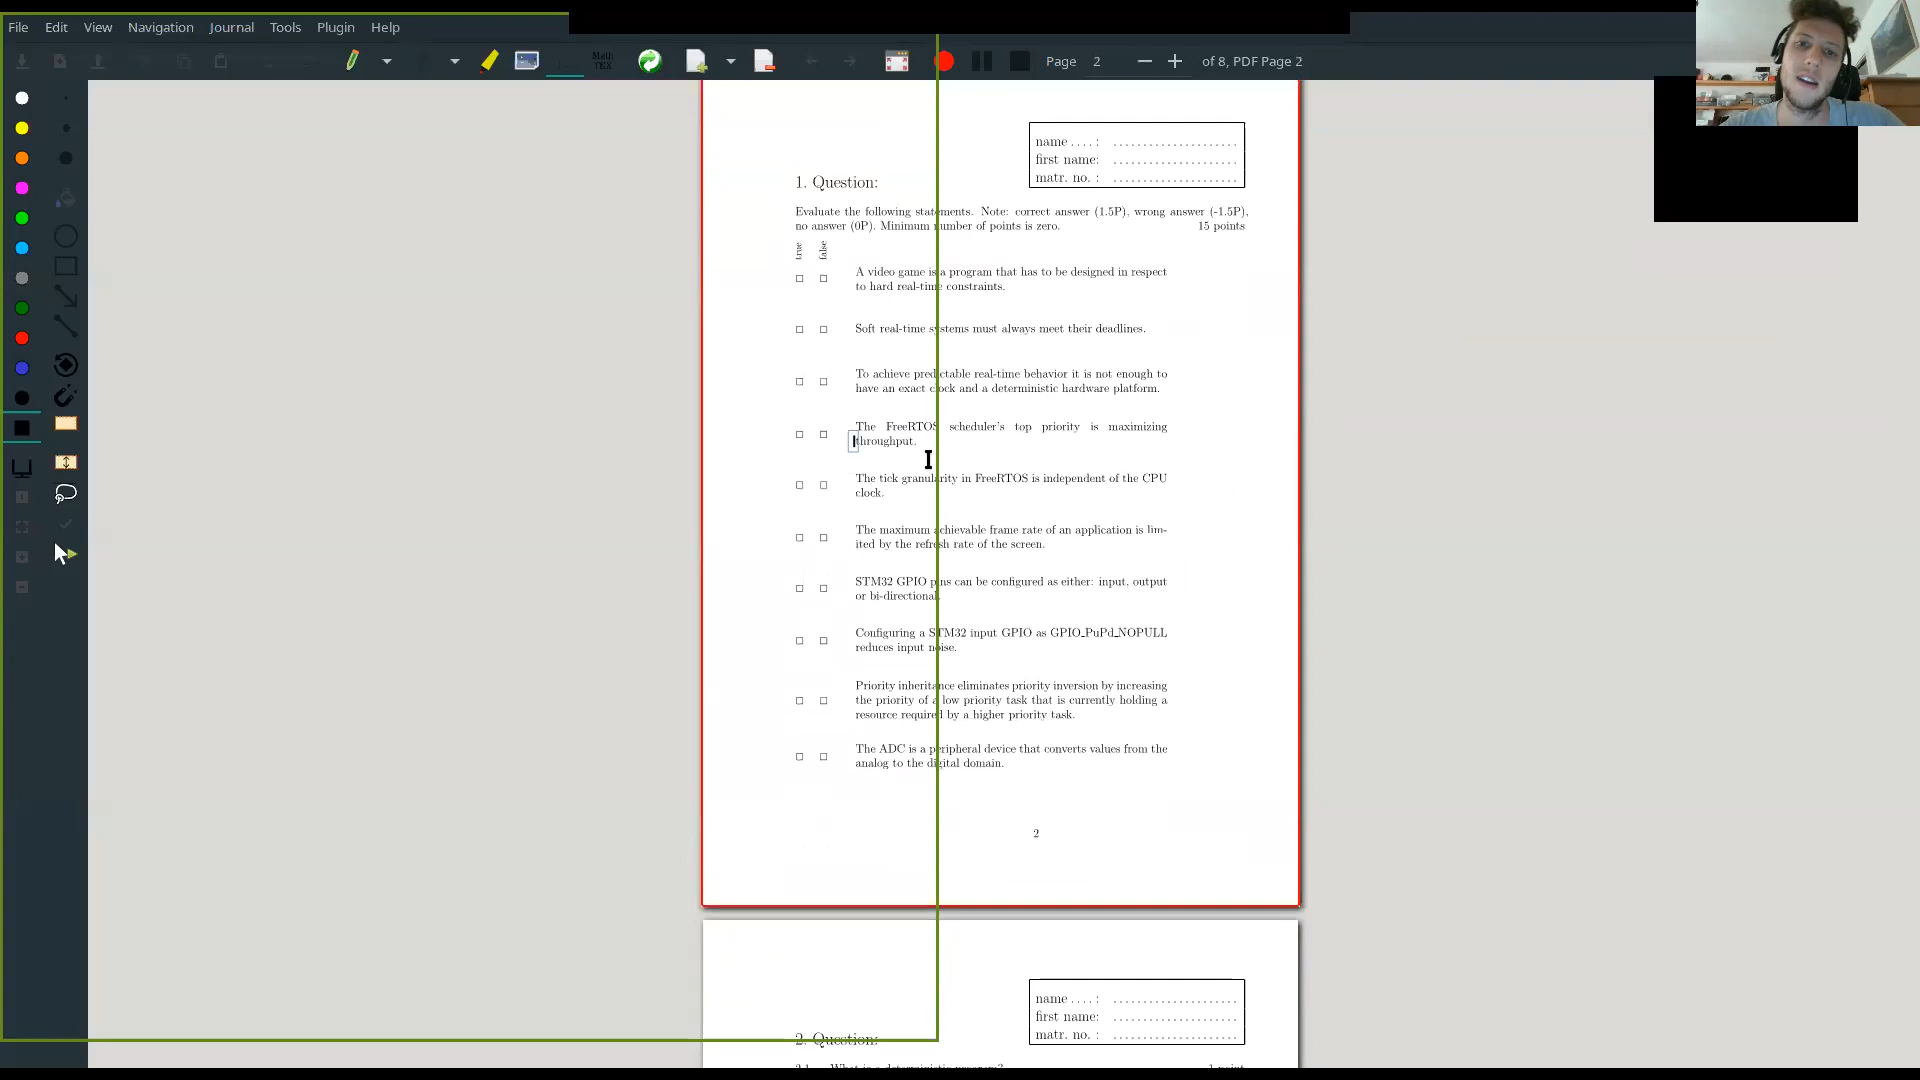 File Edit View Navigation Journal Tools Plugin Help
Math
TEX
Page 2 of 8, PDF Page 2
name . . . . : . . . . . . . . . . . . . . . . . . . . .
first name: . . . . . . . . . . . . . . . . . . . . .
matr. no. : . . . . . . . . . . . . . . . . . . . . .
1. Question:
Evaluate the following statements. Note: correct answer (1.5P), wrong answer (-1.5P),
no answer (0P). Minimum number of points is zero. 15 points
true false
A video game is a program that has to be designed in respect
to hard real-time constraints.
Soft real-time systems must always meet their deadlines.
To achieve predictable real-time behavior it is not enough to
have an exact clock and a deterministic hardware platform.
The FreeRTOS scheduler's top priority is maximizing
throughput.
The tick granularity in FreeRTOS is independent of the CPU
clock.
The maximum achievable frame rate of an application is lim-
ited by the refresh rate of the screen.
STM32 GPIO pins can be configured as either: input, output
or bi-directional.
Configuring a STM32 input GPIO as GPIO_PuPd_NOPULL
reduces input noise.
Priority inheritance eliminates priority inversion by increasing
the priority of a low priority task that is currently holding a
resource required by a higher priority task.
The ADC is a peripheral device that converts values from the
analog to the digital domain.
2
name . . . . : . . . . . . . . . . . . . . . . . . . . .
first name: . . . . . . . . . . . . . . . . . . . . .
matr. no. : . . . . . . . . . . . . . . . . . . . . .
2. Question:
2.1 What is a deterministic program? 1 point